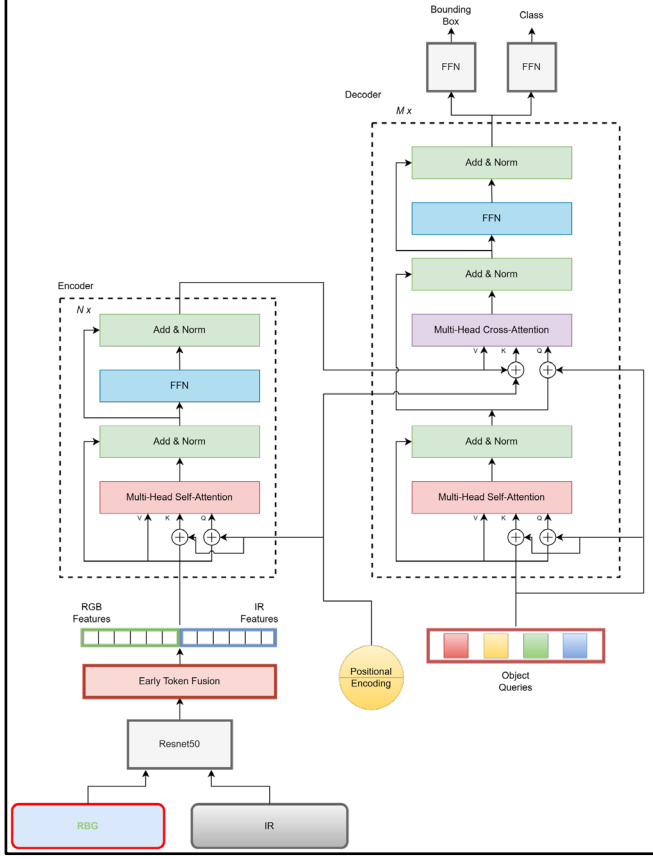 Bounding
Box
Class
FFN
FFN
Decoder
M x
Add & Norm
FFN
Add & Norm
Multi-Head Cross-Attention
V
K
Q
Add & Norm
Multi-Head Self-Attention
V
K
Q
Encoder
N x
Add & Norm
FFN
Add & Norm
Multi-Head Self-Attention
V
K
Q
RGB
Features
IR
Features
Early Token Fusion
Positional
Encoding
Object
Queries
Resnet50
RBG
IR